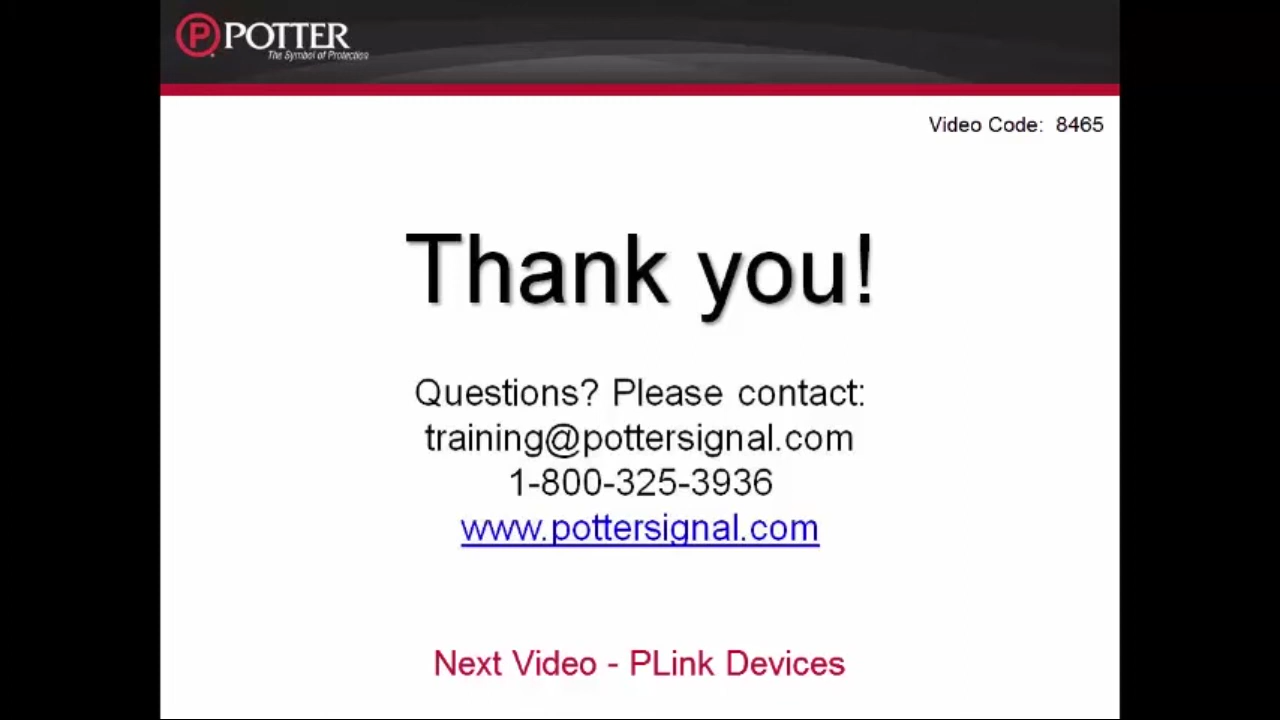 POTTER
The Symbol of Protection
Video Code: 8465
Thank you!
Questions? Please contact:
training@pottersignal.com
1-800-325-3936
www.pottersignal.com
Next Video - PLink Devices